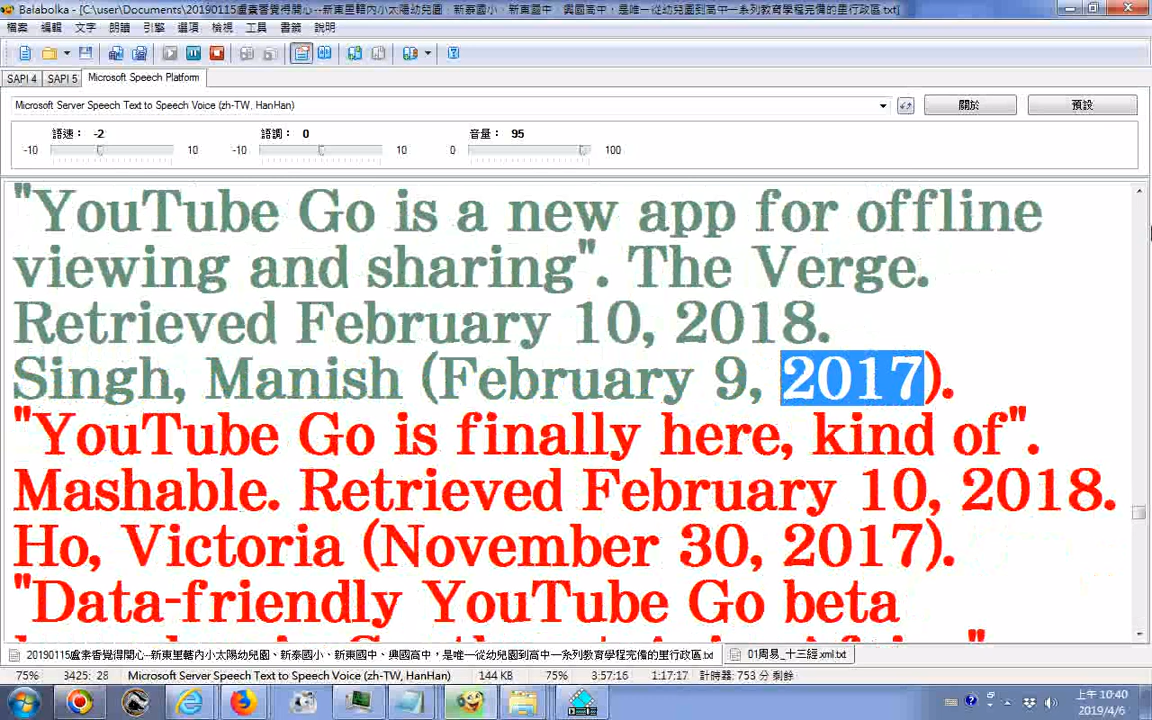 Balabolka - [C:\user\Documents\20190115盧素香覺得開心--新東里轄內小太陽幼兒園、新泰國小、新東國中、興國高中，是唯一從幼兒園到高中一系列教育學程完備的里行政區.txt]
檔案 編輯 文字 朗讀 引擎 選項 檢視 工具 書籤 說明
SAPI 4 SAPI 5 Microsoft Speech Platform
Microsoft Server Speech Text to Speech Voice (zh-TW, HanHan) 關於 預設
語速： -2 語調： 0 音量： 95
-10 10 -10 10 0 100
"YouTube Go is a new app for offline
viewing and sharing". The Verge.
Retrieved February 10, 2018.
Singh, Manish (February 9, 2017).
"YouTube Go is finally here, kind of".
Mashable. Retrieved February 10, 2018.
Ho, Victoria (November 30, 2017).
"Data-friendly YouTube Go beta
20190115盧素香覺得開心--新東里轄內小太陽幼兒園、新泰國小、新東國中、興國高中，是唯一從幼兒園到高中一系列教育學程完備的里行政區.txt 01周易_十三經.xml.txt
75% 3425: 28 Microsoft Server Speech Text to Speech Voice (zh-TW, HanHan) 144 KB 75% 3:57:16 1:17:17 計時器: 753 分 剩餘
上午 10:40
2019/4/6